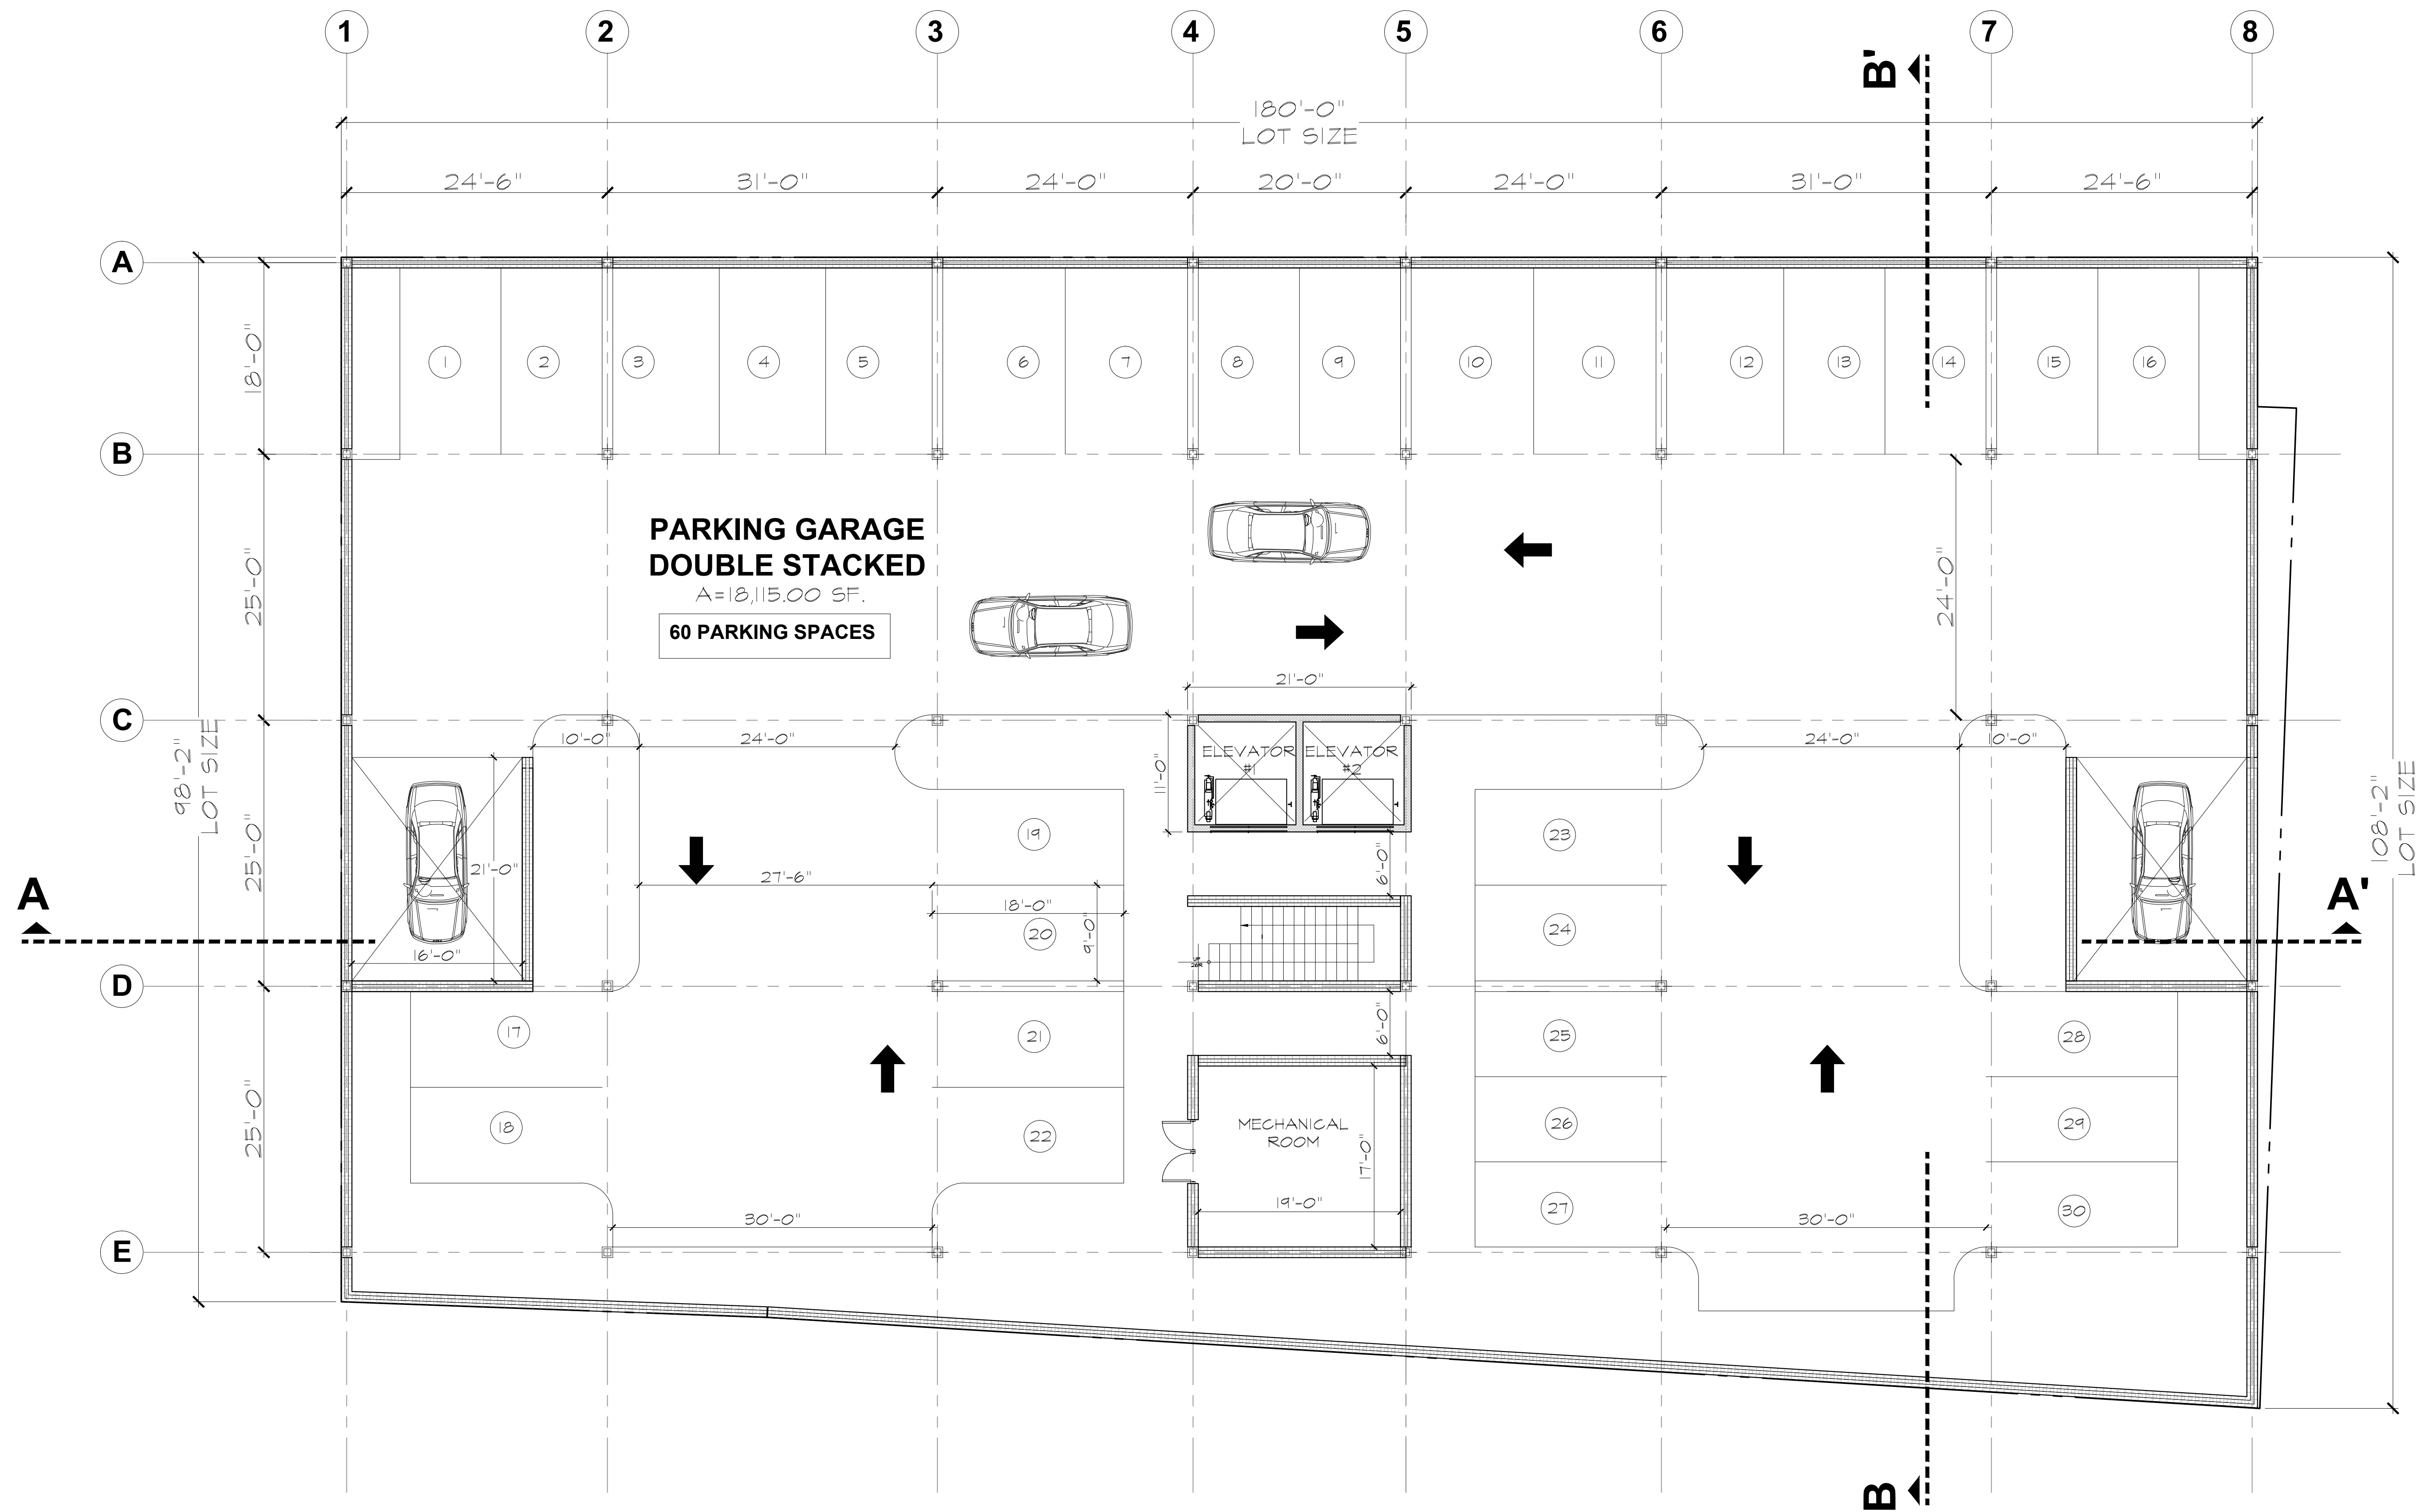 1 2 3 4 5 6 7 8
B'
180'-0"
LOT SIZE
24'-6" 31'-0" 24'-0" 20'-0" 24'-0" 31'-0" 24'-6"
A
18'-0"
1 2 3 4 5 6 7 8 9 10 11 12 13 14 15 16
B
PARKING GARAGE
DOUBLE STACKED
A=18,115.00 SF.
60 PARKING SPACES
25'-0"
24'-0"
21'-0"
C
98'-2"
LOT SIZE
10'-0" 24'-0"
11'-0"
ELEVATOR
#1
ELEVATOR
#2
24'-0" 10'-0"
108'-2"
LOT SIZE
25'-0"
19
23
21'-0"
27'-6"
6'-0"
A
A'
18'-0"
20
9'-0"
24
16'-0"
UP
26R
D
17
21
6'-0"
25
28
25'-0"
18
22
MECHANICAL
ROOM
17'-0"
26
29
19'-0"
27
30
30'-0"
30'-0"
E
B